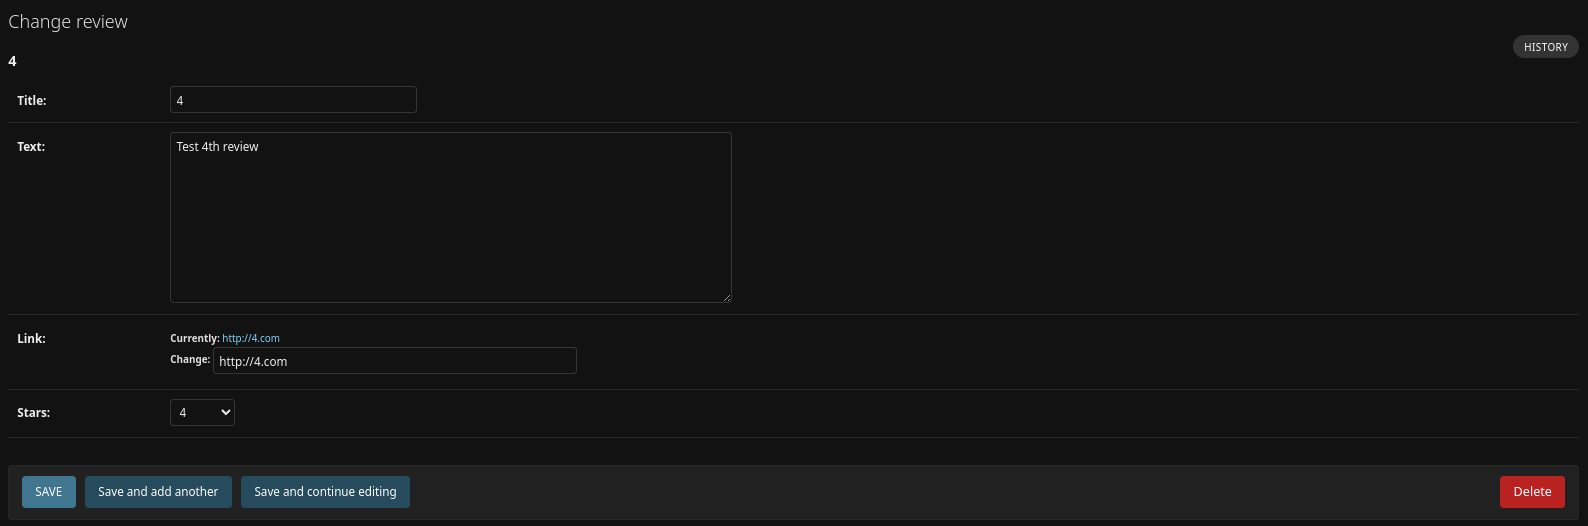 Change review
HISTORY
4
Title: 4
Text: Test 4th review
Link: Currently: http://4.com
Change: http://4.com
Stars: 4
SAVE Save and add another Save and continue editing Delete